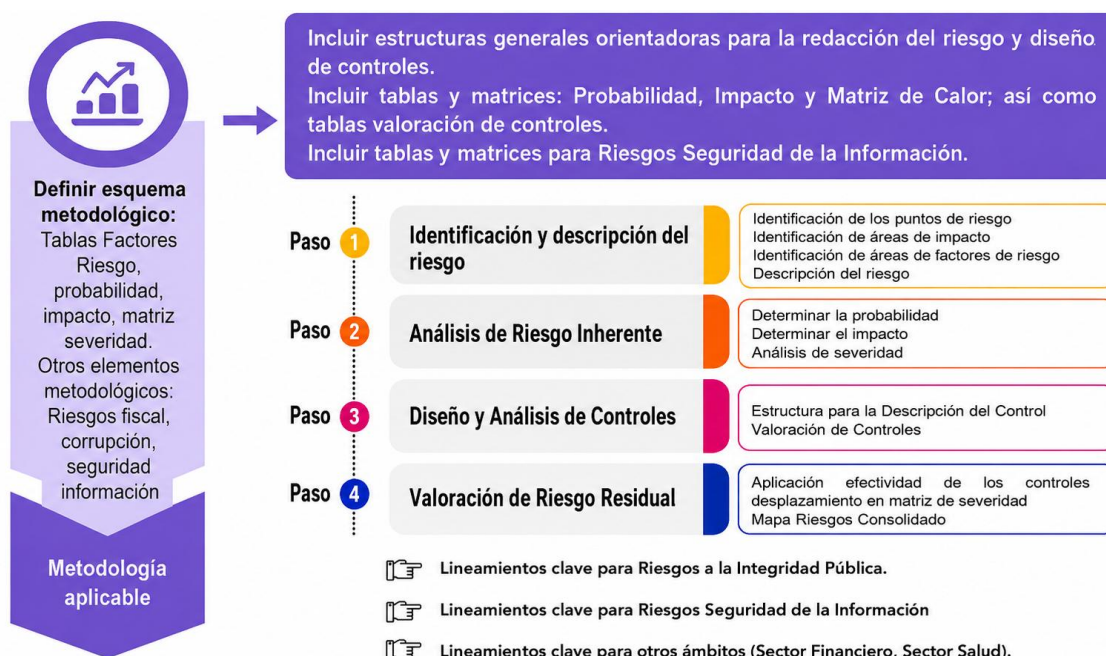 Incluir estructuras generales orientadoras para la redacción del riesgo y diseño
de controles.
Incluir tablas y matrices: Probabilidad, Impacto y Matriz de Calor; así como
tablas valoración de controles.
Incluir tablas y matrices para Riesgos Seguridad de la Información.
Definir esquema
metodológico:
Tablas Factores
Riesgo,
probabilidad,
impacto, matriz
severidad.
Otros elementos
metodológicos:
Riesgos fiscal,
corrupción,
seguridad
información
Metodología
aplicable
Paso 1
Identificación y descripción del
riesgo
Identificación de los puntos de riesgo
Identificación de áreas de impacto
Identificación de áreas de factores de riesgo
Descripción del riesgo
Paso 2
Análisis de Riesgo Inherente
Determinar la probabilidad
Determinar el impacto
Análisis de severidad
Paso 3
Diseño y Análisis de Controles
Estructura para la Descripción del Control
Valoración de Controles
Paso 4
Valoración de Riesgo Residual
Aplicación efectividad de los controles
desplazamiento en matriz de severidad
Mapa Riesgos Consolidado
Lineamientos clave para Riesgos a la Integridad Pública.
Lineamientos clave para Riesgos Seguridad de la Información
Lineamientos clave para otros ámbitos (Sector Financiero, Sector Salud).